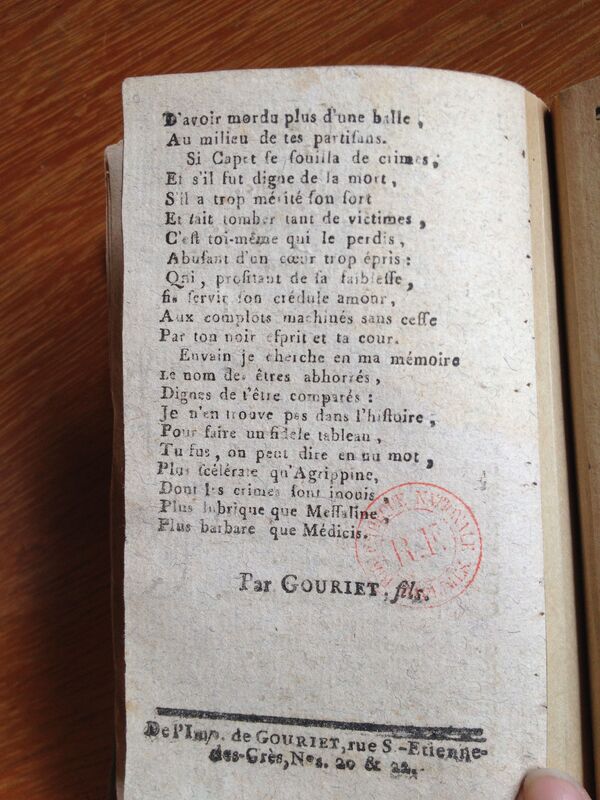 D'avoir mordu plus d'une balle,
Au milieu de tes partiſans.
Si Capet ſe ſouilla de crimes,
Et s'il fut digne de la mort,
S'il a trop mérité ſon ſort
Et fait tomber tant de victimes,
C'eſt toi-même qui le perdis,
Abuſant d'un cœur trop épris:
Qui, profitant de ſa faibleſſe,
fis ſervir ſon crédule amour,
Aux complots machinés sans ceſſe
Par ton noir eſprit et ta cour.
Envain je cherche en ma mémoire
Le nom des êtres abhorrés,
Dignes de t'être comparés:
Je n'en trouve pas dans l'hiſtoire,
Pour faire un fidèle tableau,
Tu fus, on peut dire en un mot,
Plus ſcélérate qu'Agrippine,
Dont les crimes ſont inouis
Plus lubrique que Meſſaline,
Plus barbare que Médicis.
Par GOURIET, fils.
BIBLIOTHEQUE NATIONALE
R.F.
De l'Imp. de GOURIET, rue S.-Etienne-
des-Grès, Nos. 20 & 22.